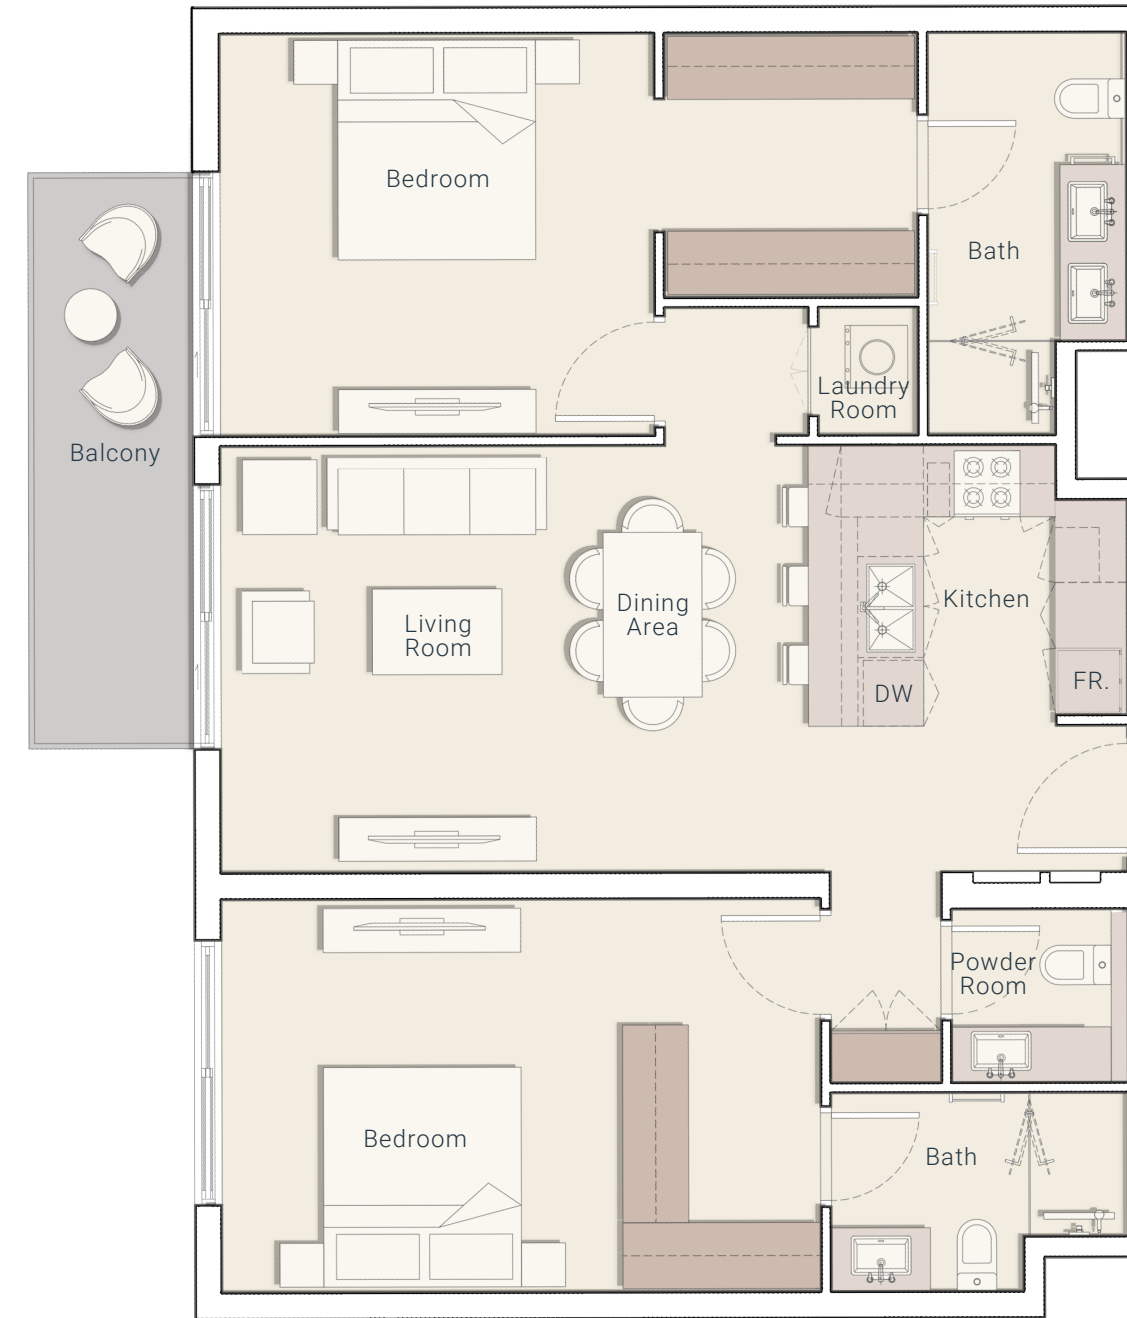 Bedroom
Bath
Laundry
Room
Balcony
Living
Room
Dining
Area
Kitchen
DW
FR.
Powder
Room
Bedroom
Bath